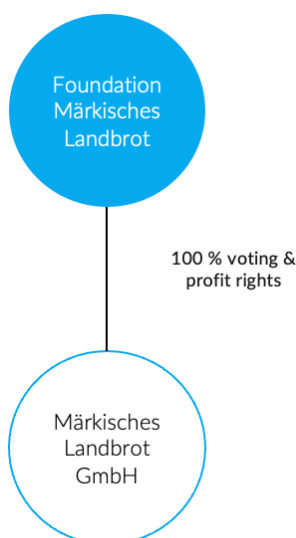 Foundation
Märkisches
Landbrot
100 % voting &
profit rights
Märkisches
Landbrot
GmbH